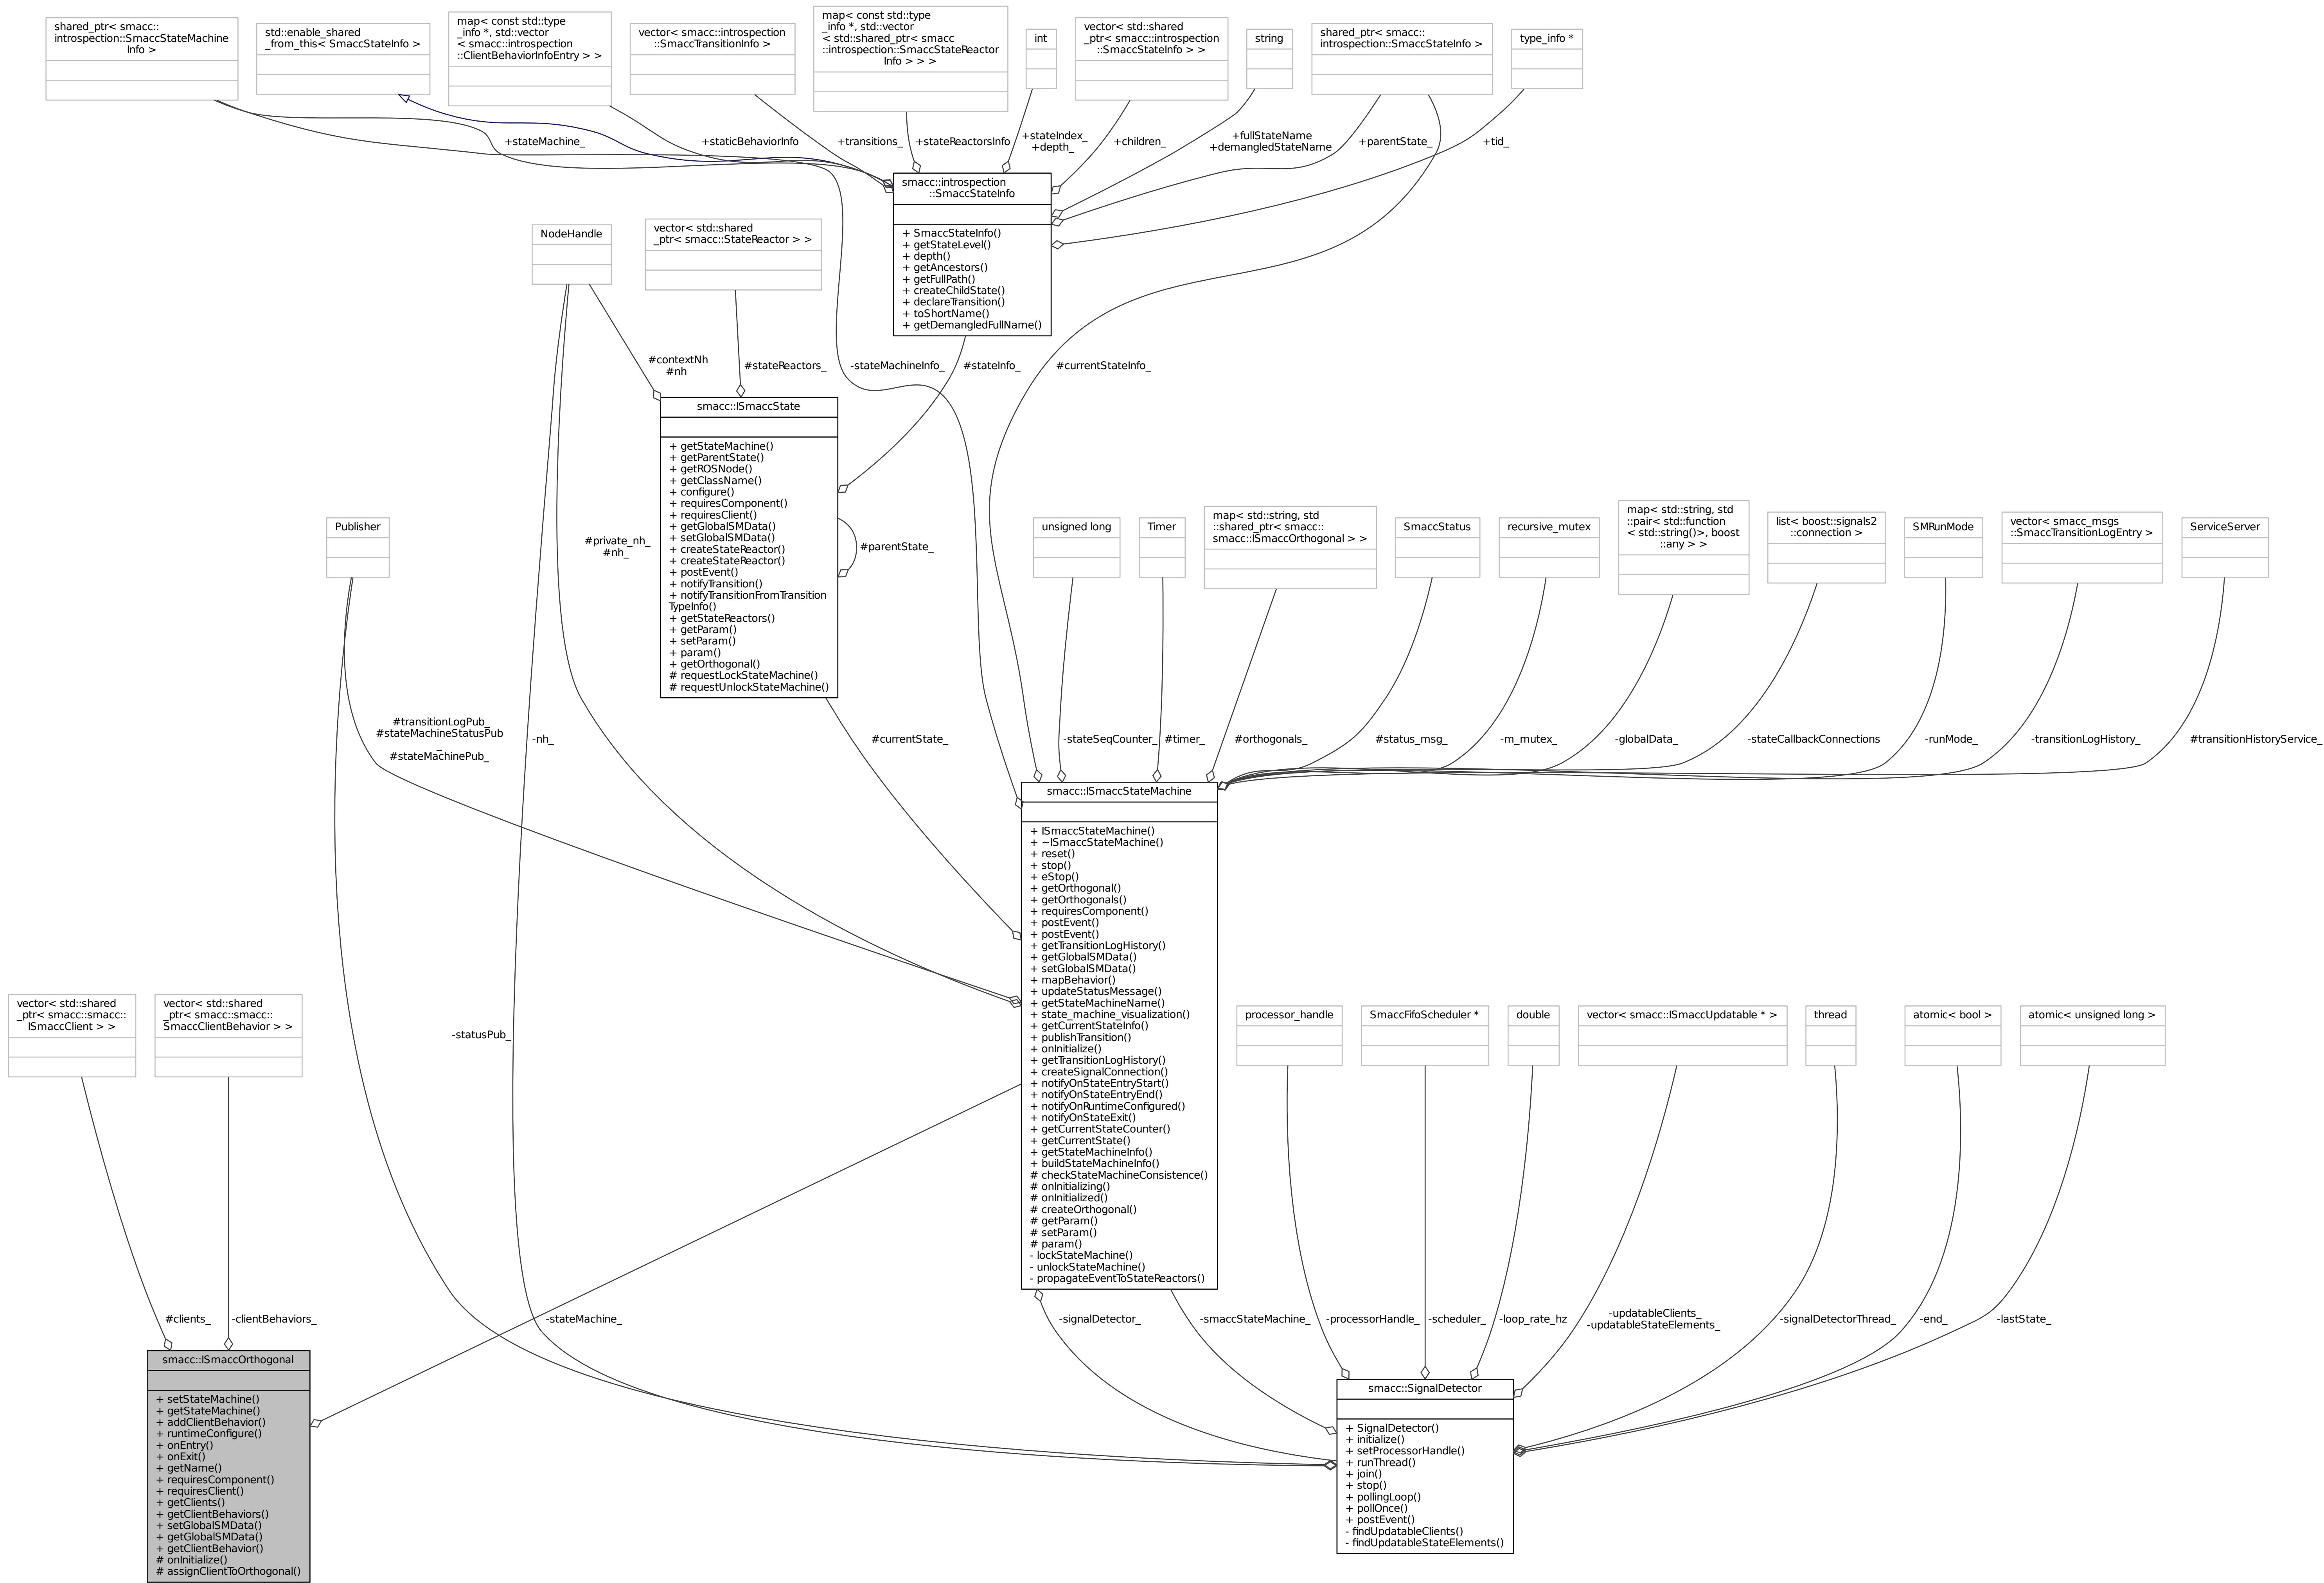 shared_ptr< smacc::
introspection::SmaccStateMachine
Info >
std::enable_shared
_from_this< SmaccStateInfo >
map< const std::type
_info *, std::vector
< smacc::introspection
::ClientBehaviorInfoEntry > >
vector< smacc::introspection
::SmaccTransitionInfo >
map< const std::type
_info *, std::vector
< std::shared_ptr< smacc
::introspection::SmaccStateReactor
Info > > >
int
vector< std::shared
_ptr< smacc::introspection
::SmaccStateInfo > >
string
shared_ptr< smacc::
introspection::SmaccStateInfo >
type_info *
+stateMachine_
+staticBehaviorInfo
+transitions_
+stateReactorsInfo
+stateIndex_
+depth_
+children_
+fullStateName
+demangledStateName
+parentState_
+tid_
smacc::introspection
::SmaccStateInfo
+ SmaccStateInfo()
+ getStateLevel()
+ depth()
+ getAncestors()
+ getFullPath()
+ createChildState()
+ declareTransition()
+ toShortName()
+ getDemangledFullName()
NodeHandle
vector< std::shared
_ptr< smacc::StateReactor > >
#contextNh
#nh
#stateReactors_
-stateMachineInfo_
#stateInfo_
#currentStateInfo_
smacc::ISmaccState
+ getStateMachine()
+ getParentState()
+ getROSNode()
+ getClassName()
+ configure()
+ requiresComponent()
+ requiresClient()
+ getGlobalSMData()
+ setGlobalSMData()
+ createStateReactor()
+ createStateReactor()
+ postEvent()
+ notifyTransition()
+ notifyTransitionFromTransition
TypeInfo()
+ getStateReactors()
+ getParam()
+ setParam()
+ param()
+ getOrthogonal()
# requestLockStateMachine()
# requestUnlockStateMachine()
#parentState_
#private_nh_
#nh_
Publisher
unsigned long
Timer
map< std::string, std
::shared_ptr< smacc::
smacc::ISmaccOrthogonal > >
SmaccStatus
recursive_mutex
map< std::string, std
::pair< std::function
< std::string()>, boost
::any > >
list< boost::signals2
::connection >
SMRunMode
vector< smacc_msgs
::SmaccTransitionLogEntry >
ServiceServer
#transitionLogPub_
#stateMachineStatusPub
_
#stateMachinePub_
-nh_
#currentState_
-stateSeqCounter_
#timer_
#orthogonals_
#status_msg_
-m_mutex_
-globalData_
-stateCallbackConnections
-runMode_
-transitionLogHistory_
#transitionHistoryService_
smacc::ISmaccStateMachine
+ ISmaccStateMachine()
+ ~ISmaccStateMachine()
+ reset()
+ stop()
+ eStop()
+ getOrthogonal()
+ getOrthogonals()
+ requiresComponent()
+ postEvent()
+ postEvent()
+ getTransitionLogHistory()
+ getGlobalSMData()
+ setGlobalSMData()
+ mapBehavior()
+ updateStatusMessage()
+ getStateMachineName()
+ state_machine_visualization()
+ getCurrentStateInfo()
+ publishTransition()
+ onInitialize()
+ getTransitionLogHistory()
+ createSignalConnection()
+ notifyOnStateEntryStart()
+ notifyOnStateEntryEnd()
+ notifyOnRuntimeConfigured()
+ notifyOnStateExit()
+ getCurrentStateCounter()
+ getCurrentState()
+ getStateMachineInfo()
+ buildStateMachineInfo()
# checkStateMachineConsistence()
# onInitializing()
# onInitialized()
# createOrthogonal()
# getParam()
# setParam()
# param()
- lockStateMachine()
- unlockStateMachine()
- propagateEventToStateReactors()
vector< std::shared
_ptr< smacc::smacc::
ISmaccClient > >
vector< std::shared
_ptr< smacc::smacc::
SmaccClientBehavior > >
-statusPub_
processor_handle
SmaccFifoScheduler *
double
vector< smacc::ISmaccUpdatable * >
thread
atomic< bool >
atomic< unsigned long >
#clients_
-clientBehaviors_
-stateMachine_
-signalDetector_
-smaccStateMachine_
-processorHandle_
-scheduler_
-loop_rate_hz
-updatableClients_
-updatableStateElements_
-signalDetectorThread_
-end_
-lastState_
smacc::ISmaccOrthogonal
+ setStateMachine()
+ getStateMachine()
+ addClientBehavior()
+ runtimeConfigure()
+ onEntry()
+ onExit()
+ getName()
+ requiresComponent()
+ requiresClient()
+ getClients()
+ getClientBehaviors()
+ setGlobalSMData()
+ getGlobalSMData()
+ getClientBehavior()
# onInitialize()
# assignClientToOrthogonal()
smacc::SignalDetector
+ SignalDetector()
+ initialize()
+ setProcessorHandle()
+ runThread()
+ join()
+ stop()
+ pollingLoop()
+ pollOnce()
+ postEvent()
- findUpdatableClients()
- findUpdatableStateElements()